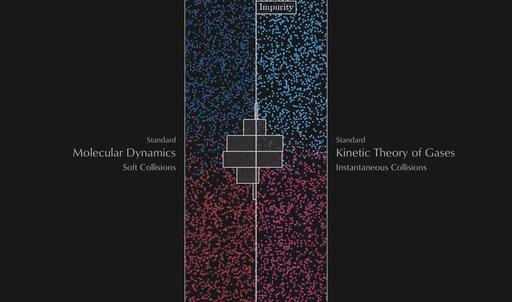 Impurity
Standard
Molecular Dynamics
Soft Collisions
Standard
Kinetic Theory of Gases
Instantaneous Collisions